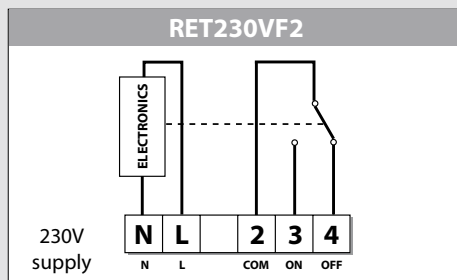 RET230VF2
ELECTRONICS
230V
supply
N L 2 3 4
N L COM ON OFF